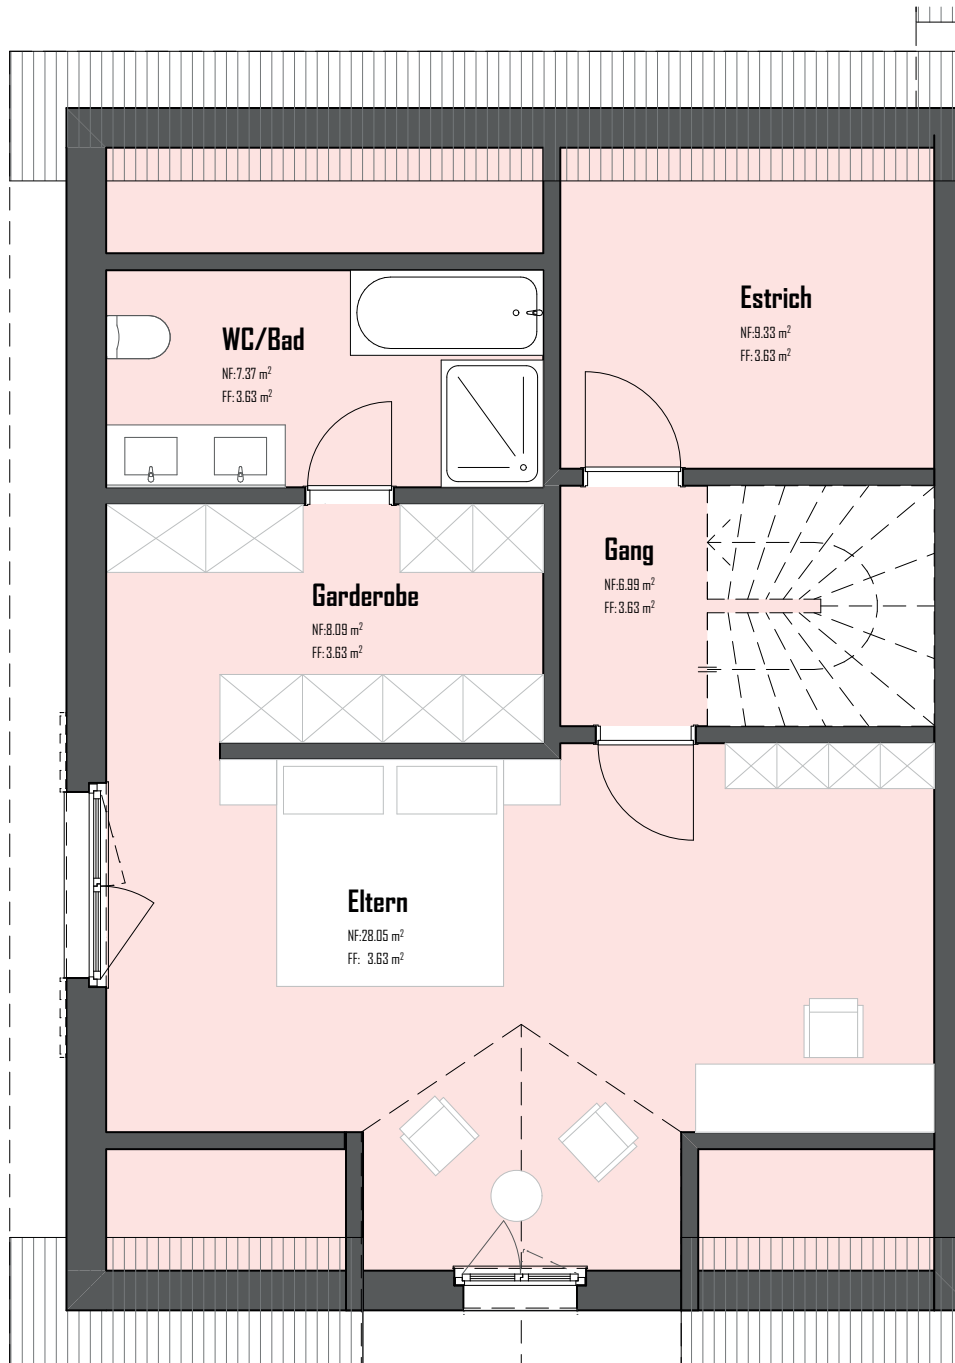 Estrich
NF:9.33 m²
FF: 3.63 m²
WC/Bad
NF:7.37 m²
FF: 3.63 m²
Gang
NF:6.99 m²
FF: 3.63 m²
Garderobe
NF:8.09 m²
FF: 3.63 m²
Eltern
NF:28.05 m²
FF: 3.63 m²